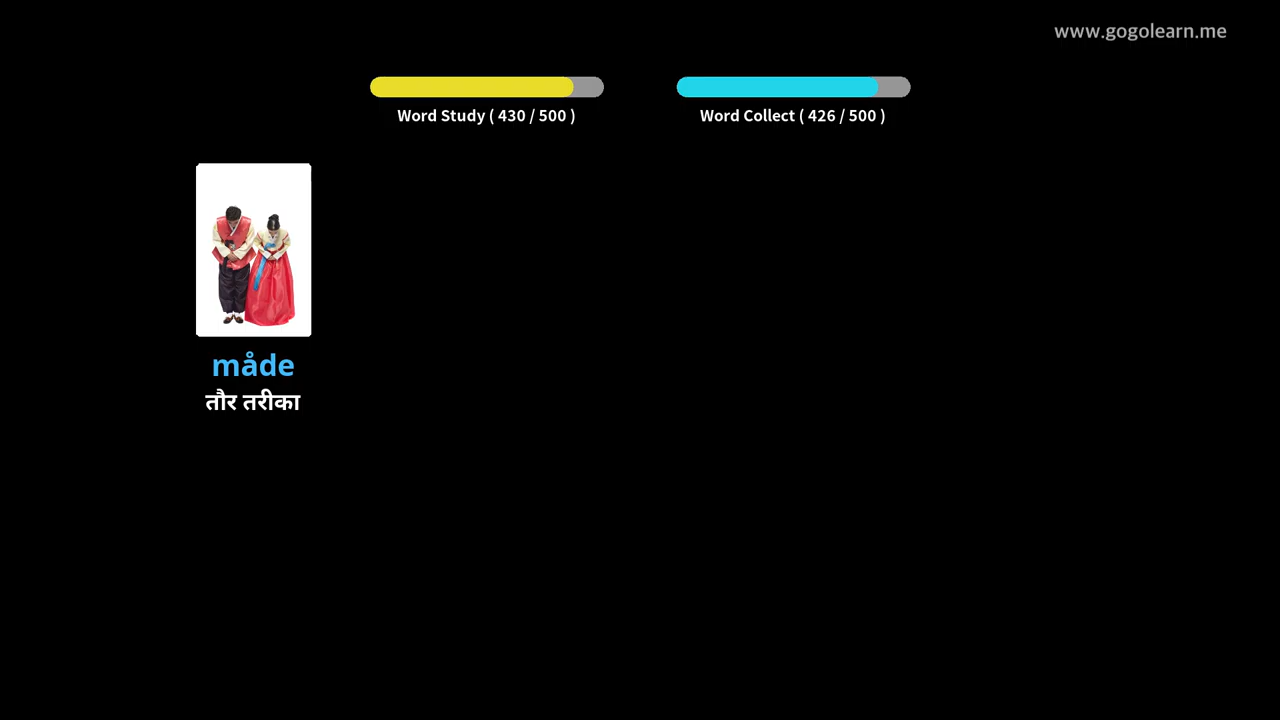 www.gogolearn.me
Word Study ( 430 / 500 )
Word Collect ( 426 / 500 )
måde
तौर तरीका